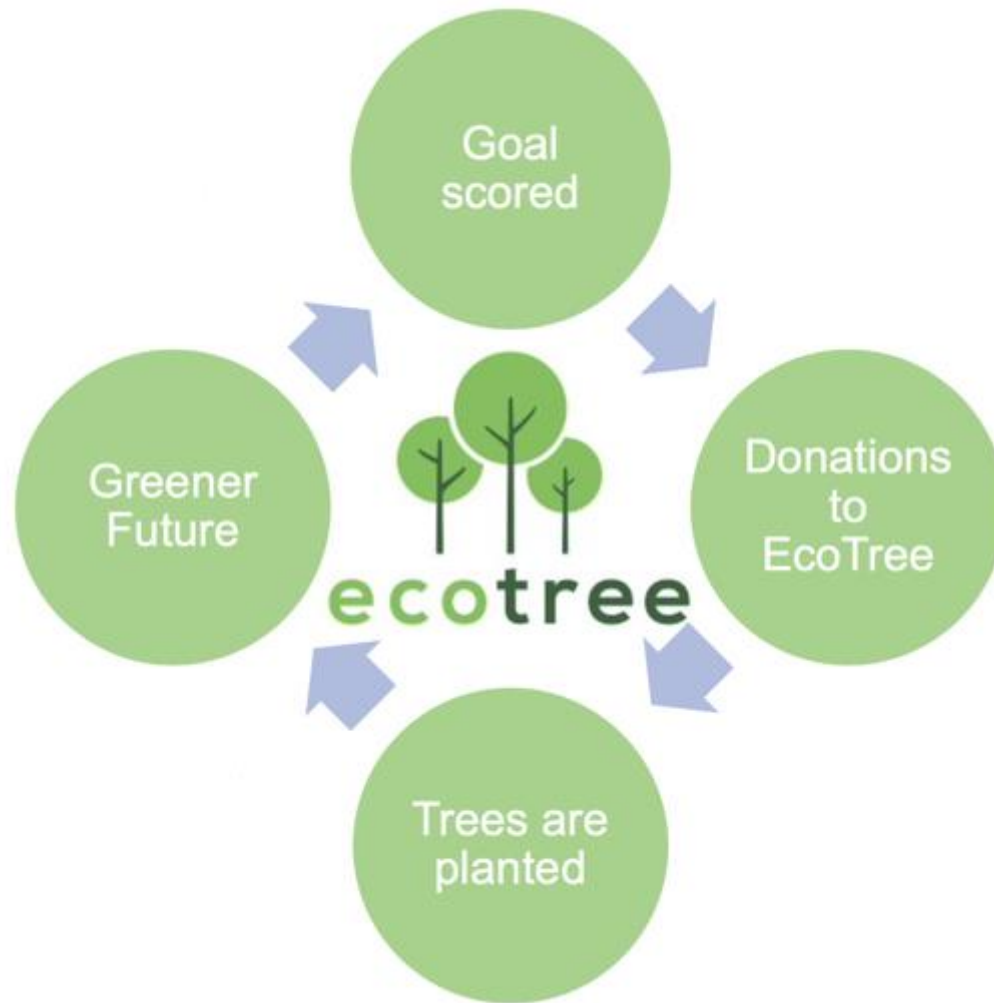 Goal
scored
Donations
to
EcoTree
Trees are
planted
Greener
Future
ecotree